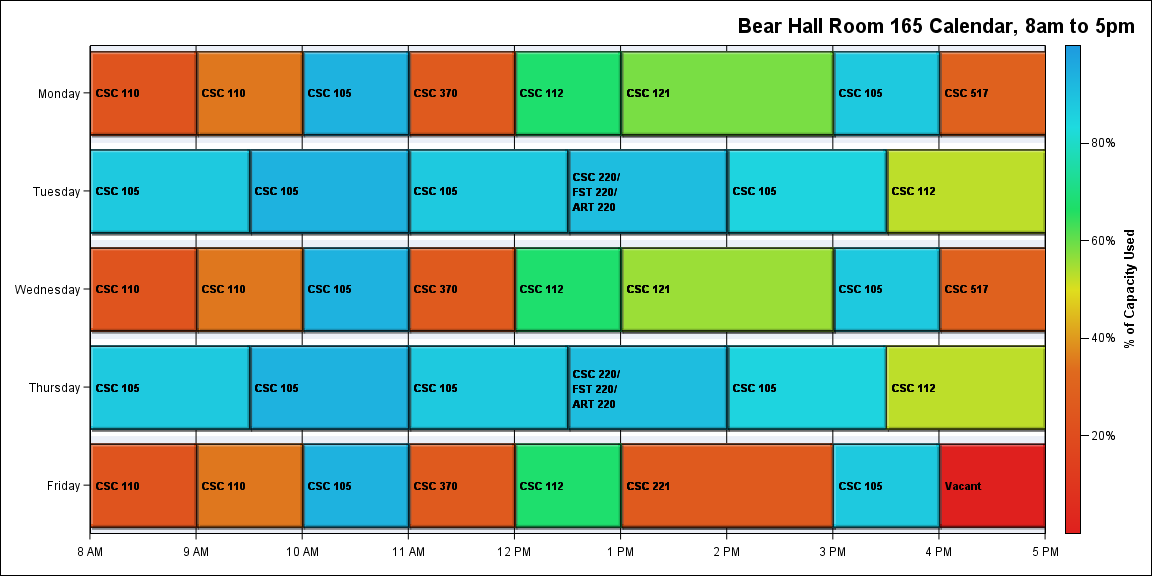 Bear Hall Room 165 Calendar, 8am to 5pm
Monday
CSC 110
CSC 110
CSC 105
CSC 370
CSC 112
CSC 121
CSC 105
CSC 517
Tuesday
CSC 105
CSC 105
CSC 105
CSC 220/
FST 220/
ART 220
CSC 105
CSC 112
Wednesday
CSC 110
CSC 110
CSC 105
CSC 370
CSC 112
CSC 121
CSC 105
CSC 517
Thursday
CSC 105
CSC 105
CSC 105
CSC 220/
FST 220/
ART 220
CSC 105
CSC 112
Friday
CSC 110
CSC 110
CSC 105
CSC 370
CSC 112
CSC 221
CSC 105
Vacant
8 AM
9 AM
10 AM
11 AM
12 PM
1 PM
2 PM
3 PM
4 PM
5 PM
80%
60%
40%
20%
% of Capacity Used